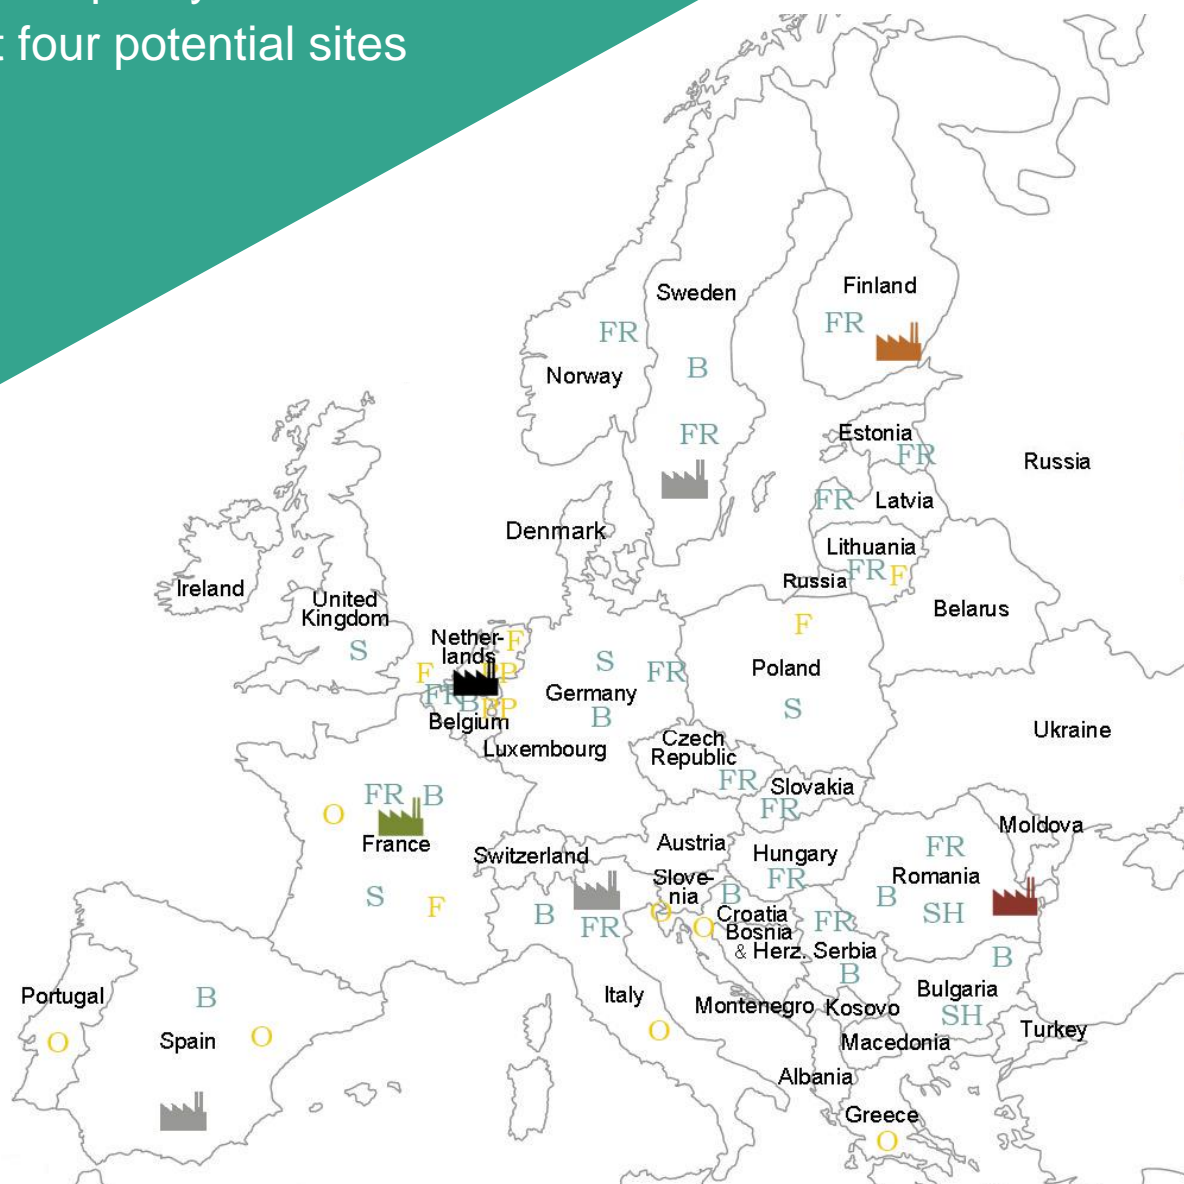 four potential sites
Finland
Sweden
FR
FR
B
Norway
FR
Estonia
FR
Russia
FR
Latvia
Denmark
Lithuania
FR F
Russia
Ireland
United
Kingdom
Belarus
F
S
Nether-
lands
F
S
FR
Poland
F
PP
Germany
FR
B
B
PP
S
Belgium
Luxembourg
Ukraine
Czech
Republic
FR
Slovakia
FR
FR
B
O
France
Moldova
Austria
Hungary
FR
Switzerland
Slove-
nia
FR
Romania
B
B
SH
S
F
B
FR
O
O
Croatia
Bosnia
& Herz.
FR
Serbia
B
B
Bulgaria
SH
Portugal
B
Italy
Montenegro
Kosovo
Turkey
O
Spain
O
O
Macedonia
Albania
Greece
O